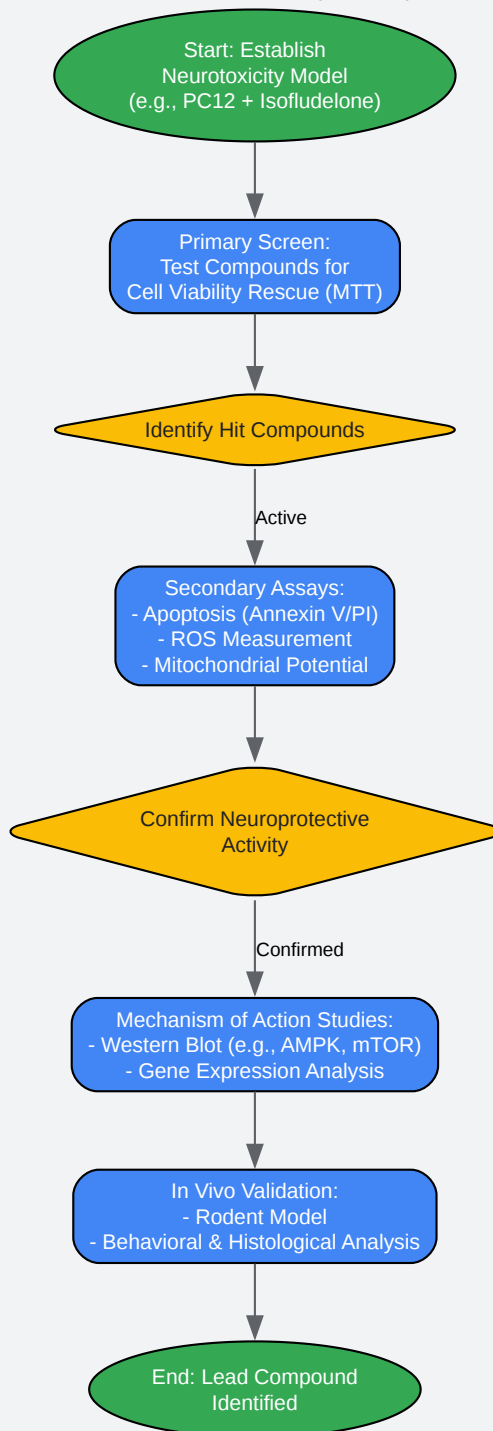 Start: Establish
Neurotoxicity Model
(e.g., PC12 + Isofludelone)
Primary Screen:
Test Compounds for
Cell Viability Rescue (MTT)
Identify Hit Compounds
Active
Secondary Assays:
- Apoptosis (Annexin V/PI)
- ROS Measurement
- Mitochondrial Potential
Confirm Neuroprotective
Activity
Confirmed
Mechanism of Action Studies:
- Western Blot (e.g., AMPK, mTOR)
- Gene Expression Analysis
In Vivo Validation:
- Rodent Model
- Behavioral & Histological Analysis
End: Lead Compound
Identified